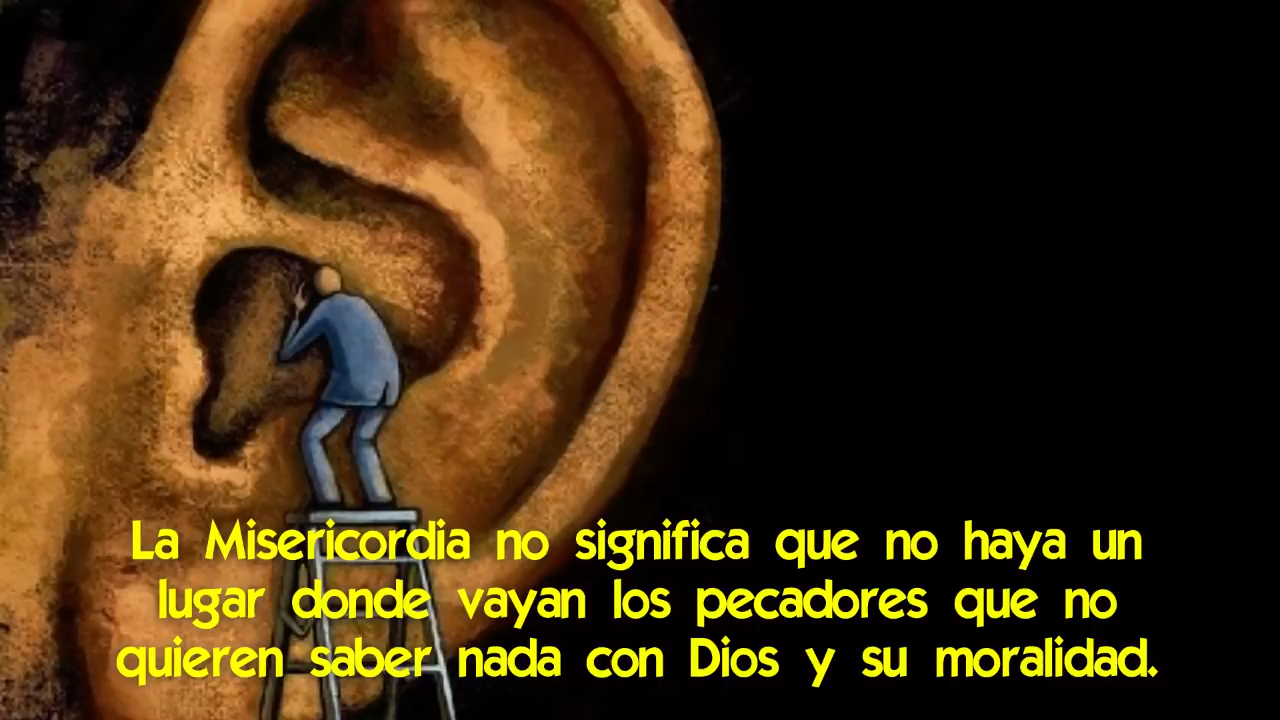 La Misericordia no significa que no haya un
lugar donde vayan los pecadores que no
quieren saber nada con Dios y su moralidad.